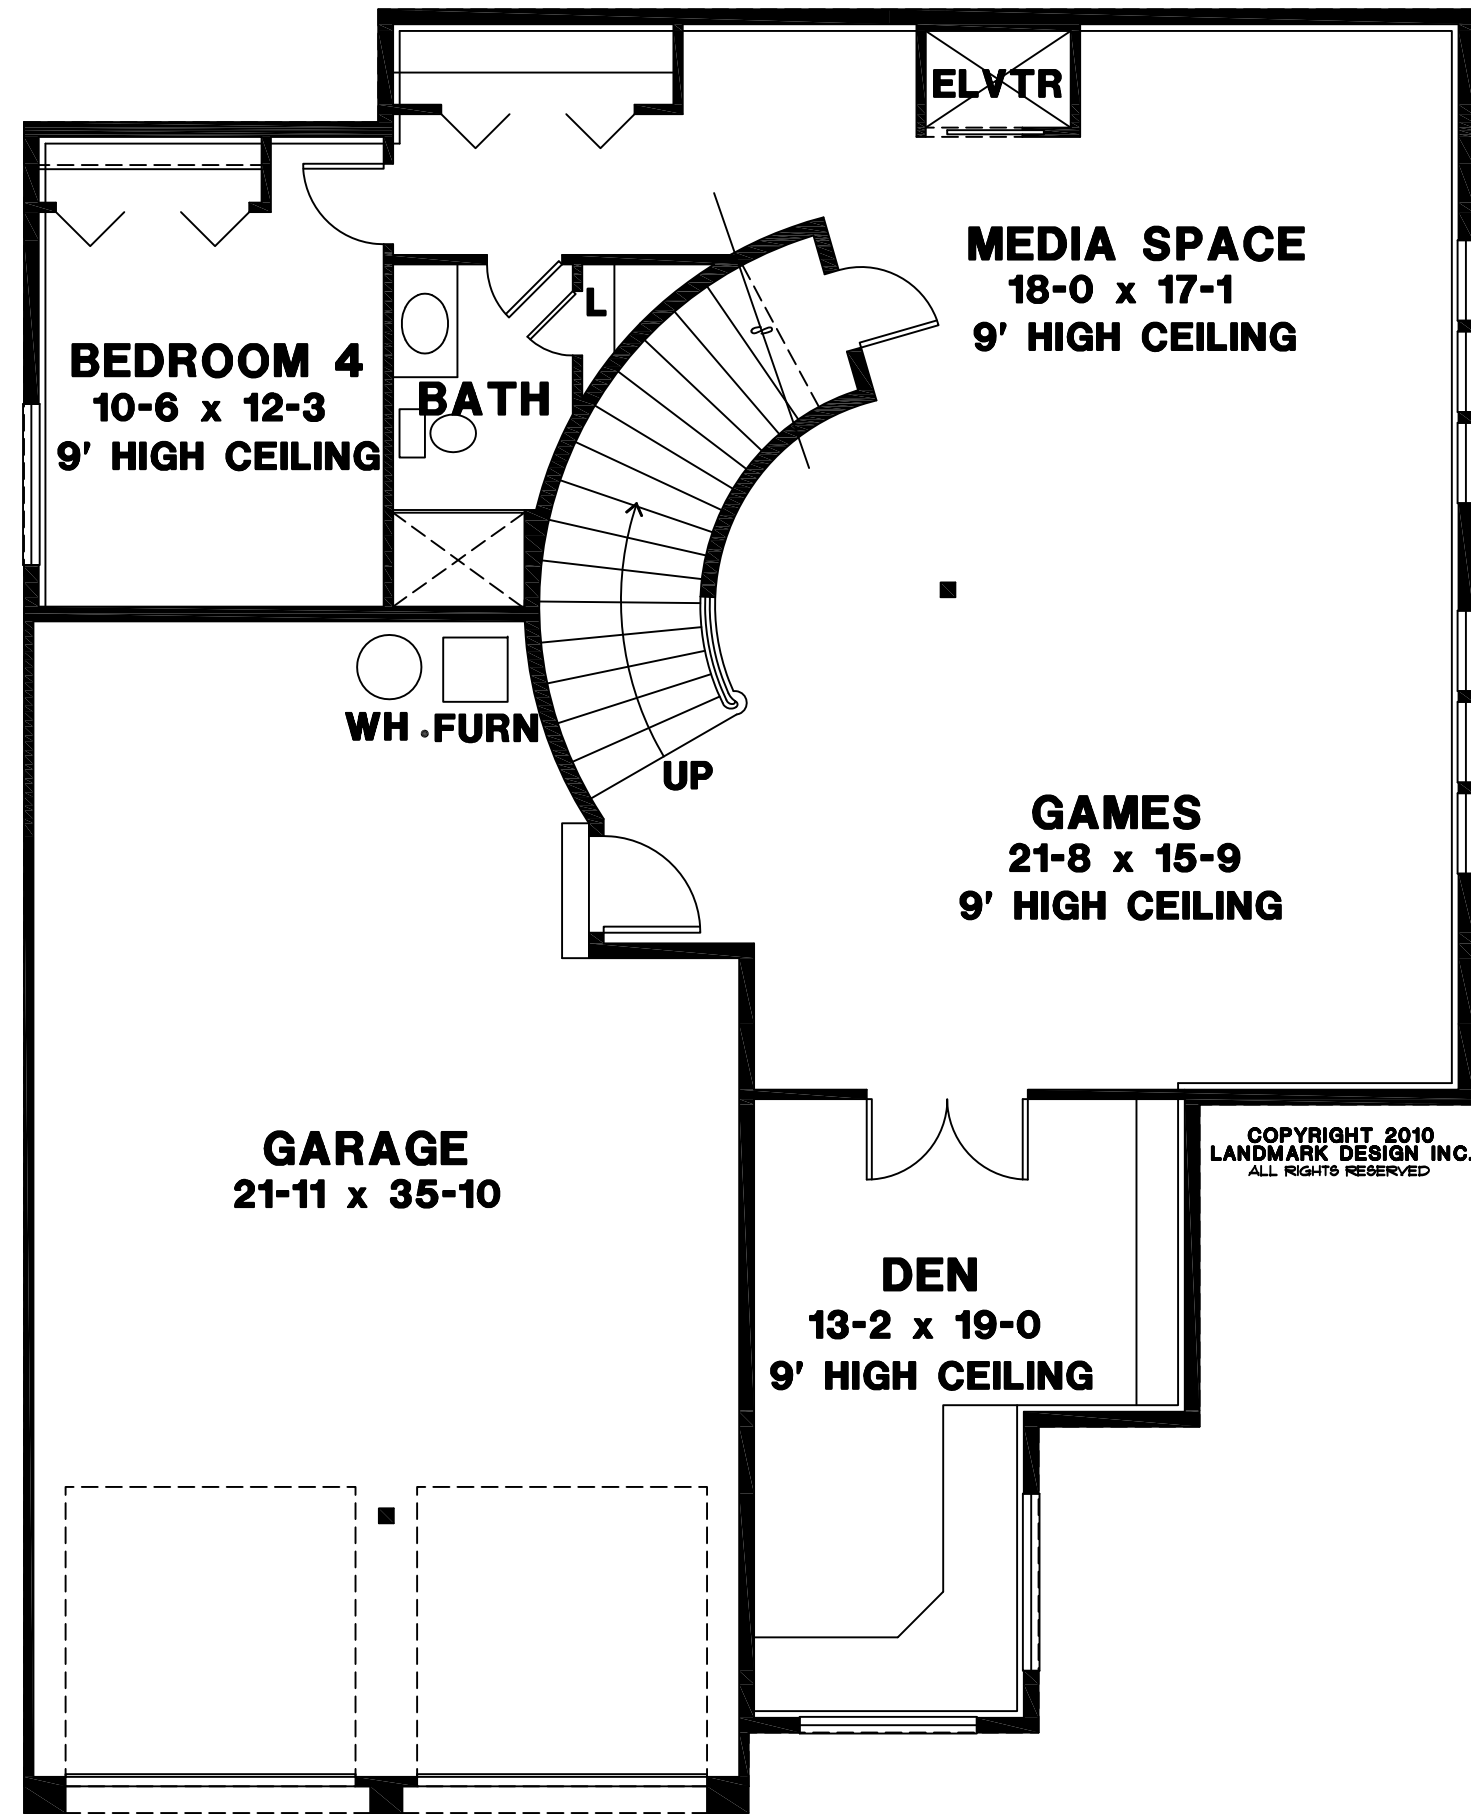 ELVTR
MEDIA SPACE
18-0 x 17-1
9' HIGH CEILING
L
BEDROOM 4
10-6 x 12-3
9' HIGH CEILING
BATH
WH
FURN
UP
GAMES
21-8 x 15-9
9' HIGH CEILING
GARAGE
21-11 x 35-10
COPYRIGHT 2010
LANDMARK DESIGN INC.
ALL RIGHTS RESERVED
DEN
13-2 x 19-0
9' HIGH CEILING